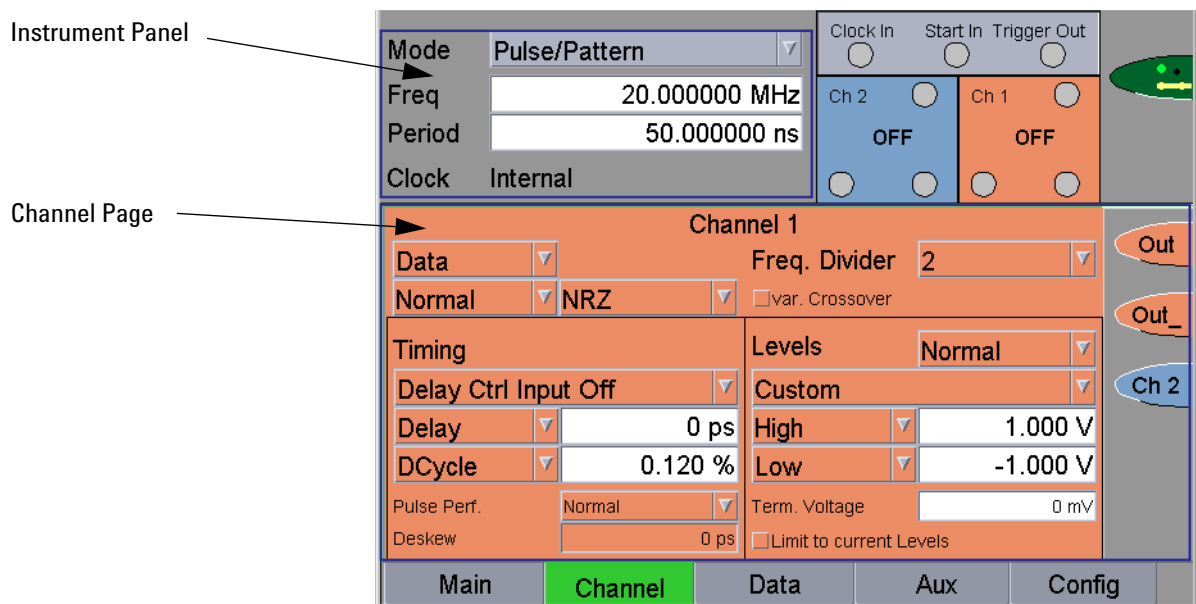 Instrument Panel
Mode Pulse/Pattern
Freq 20.000000 MHz
Period 50.000000 ns
Clock Internal
Clock In Start In Trigger Out
Ch 2 Ch 1
OFF OFF
Channel Page
Channel 1
Data Freq. Divider 2
Normal NRZ var. Crossover
Timing
Delay Ctrl Input Off
Delay 0 ps
DCycle 0.120 %
Pulse Perf. Normal
Deskew 0 ps
Levels Normal
Custom
High 1.000 V
Low -1.000 V
Term. Voltage 0 mV
Limit to current Levels
Out
Out_
Ch 2
Main Channel Data Aux Config